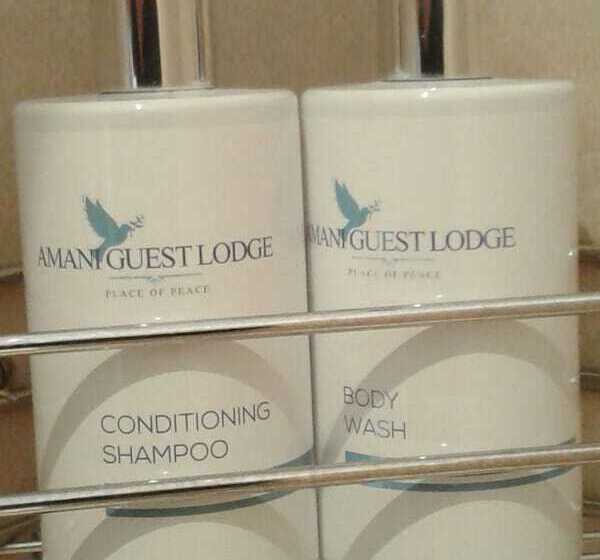 AMANI GUEST LODGE
PLACE OF PEACE
CONDITIONING
SHAMPOO
AMANI GUEST LODGE
PLACE OF PEACE
BODY
WASH